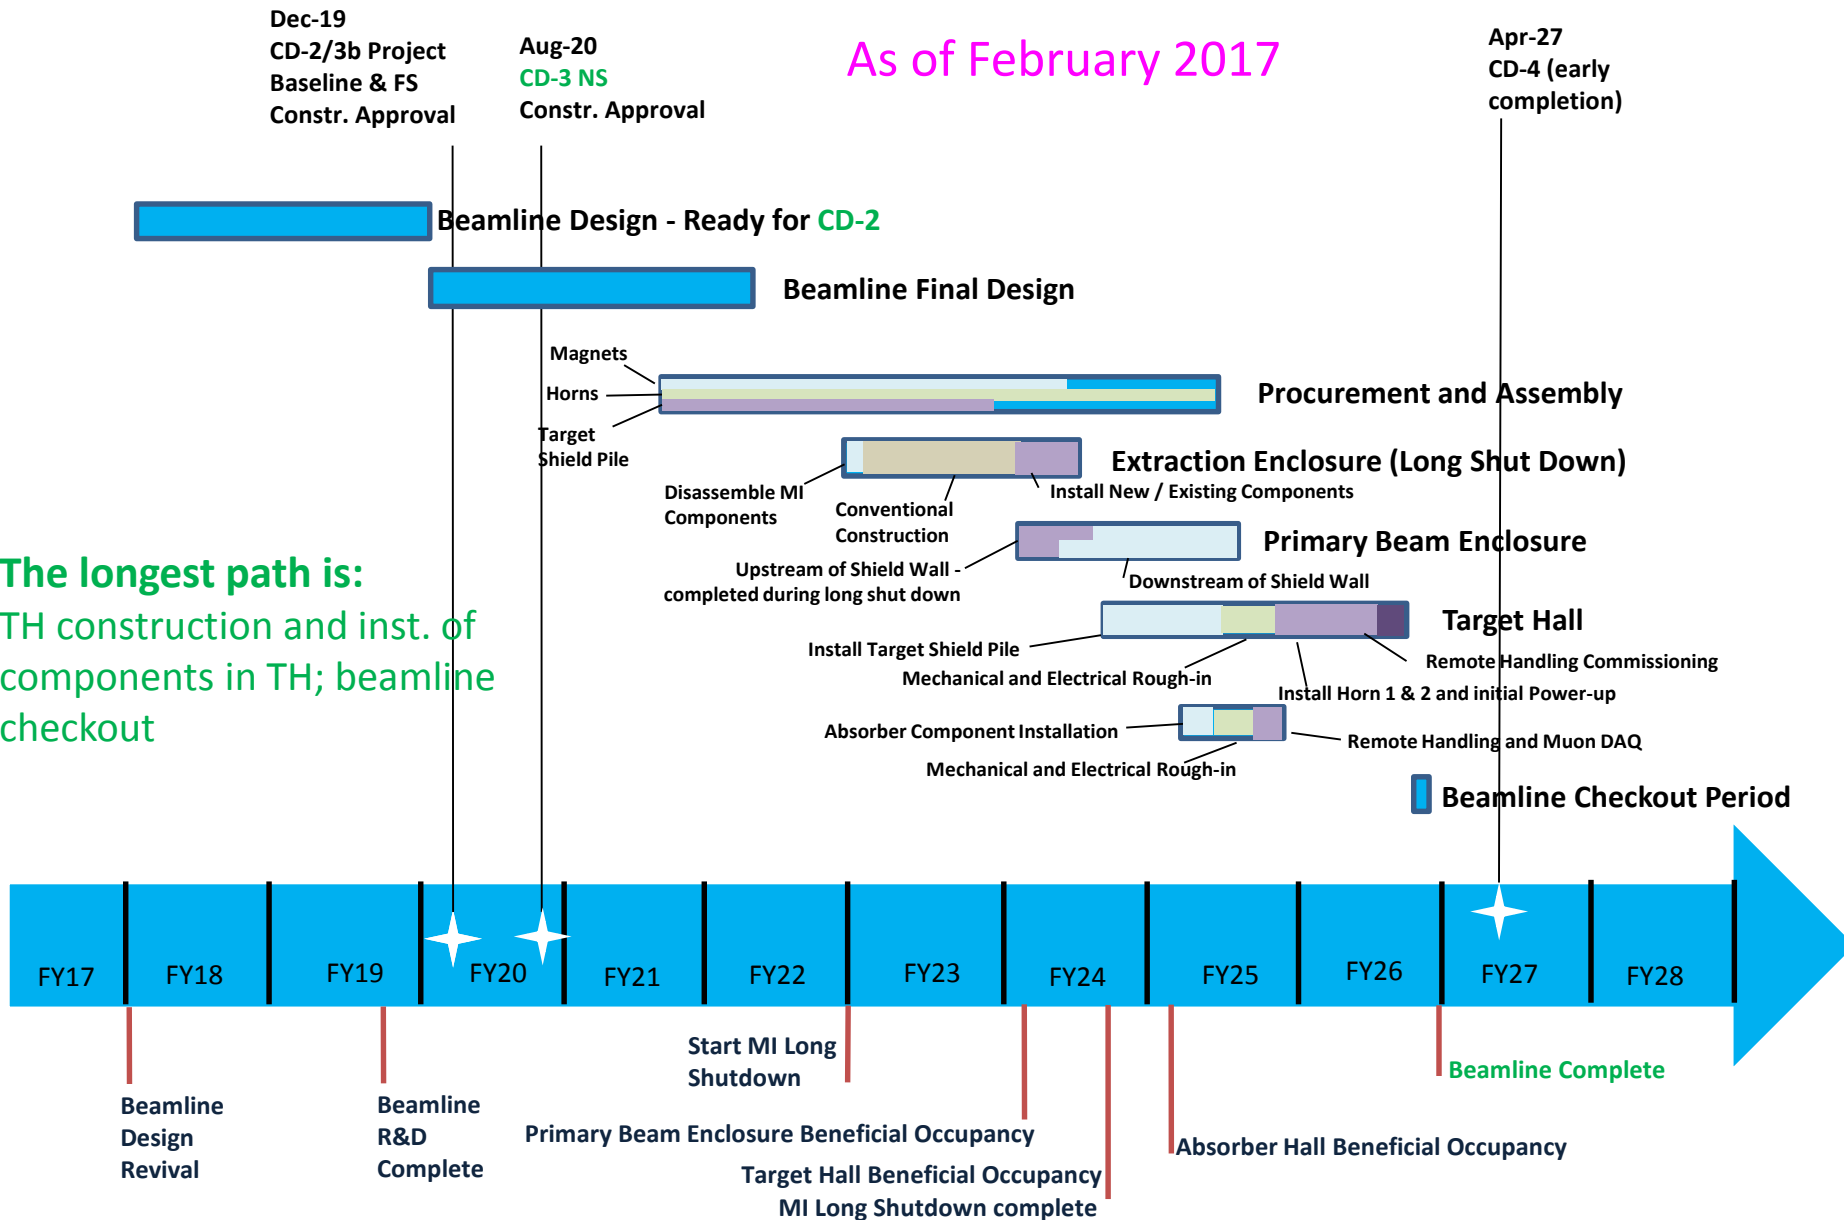 Dec-19
CD-2/3b Project
Baseline & FS
Constr. Approval
Aug-20
CD-3 NS
Constr. Approval
As of February 2017
Apr-27
CD-4 (early
completion)
Beamline Design - Ready for CD-2
Beamline Final Design
Magnets
Horns
Target
Shield Pile
Procurement and Assembly
Extraction Enclosure (Long Shut Down)
Disassemble MI
Components
Conventional
Construction
Install New / Existing Components
Primary Beam Enclosure
Upstream of Shield Wall -
completed during long shut down
Downstream of Shield Wall
The longest path is:
TH construction and inst. of
components in TH; beamline
checkout
Target Hall
Install Target Shield Pile
Mechanical and Electrical Rough-in
Remote Handling Commissioning
Install Horn 1 & 2 and initial Power-up
Absorber Component Installation
Mechanical and Electrical Rough-in
Remote Handling and Muon DAQ
Beamline Checkout Period
FY17
FY18
FY19
FY20
FY21
FY22
FY23
FY24
FY25
FY26
FY27
FY28
Beamline
Design
Revival
Beamline
R&D
Complete
Start MI Long
Shutdown
Primary Beam Enclosure Beneficial Occupancy
Target Hall Beneficial Occupancy
MI Long Shutdown complete
Absorber Hall Beneficial Occupancy
Beamline Complete